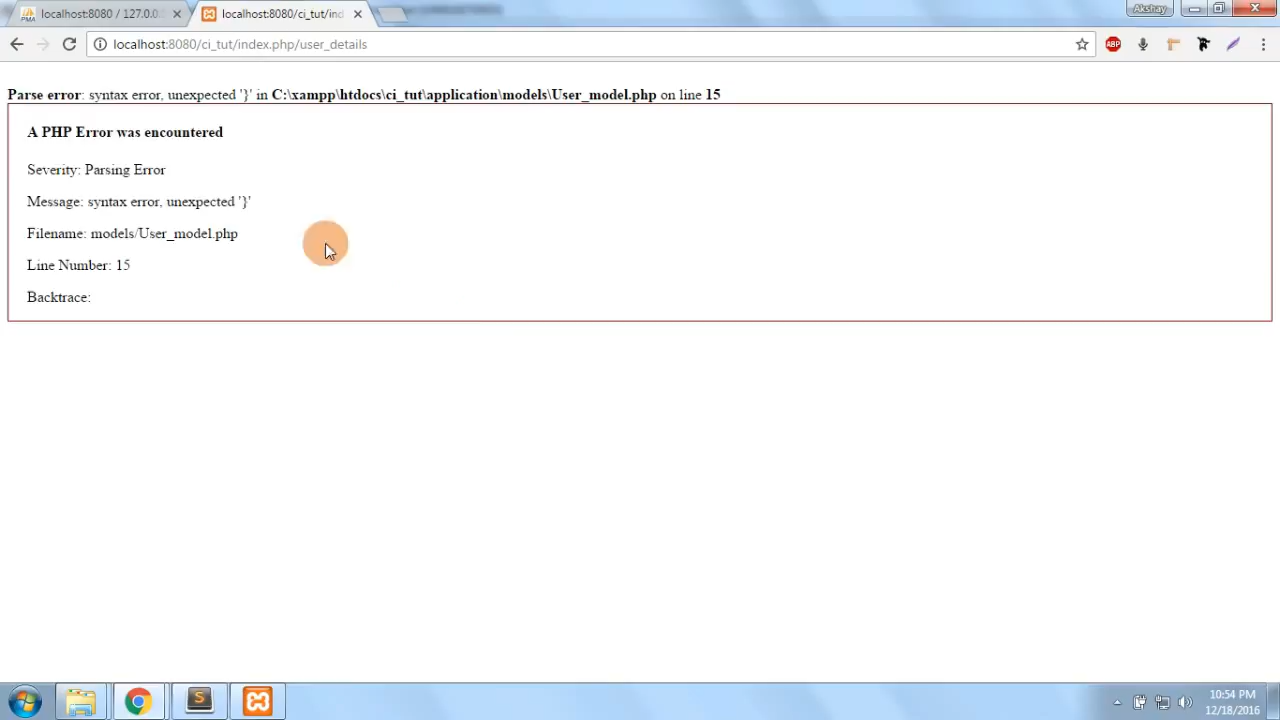 localhost:8080 / 127.0.0.
localhost:8080/ci_tut/ind
Akshay
localhost:8080/ci_tut/index.php/user_details
ABP
Parse error: syntax error, unexpected '}' in C:\xampp\htdocs\ci_tut\application\models\User_model.php on line 15
A PHP Error was encountered
Severity: Parsing Error
Message: syntax error, unexpected '}'
Filename: models/User_model.php
Line Number: 15
Backtrace:
10:54 PM
12/18/2016